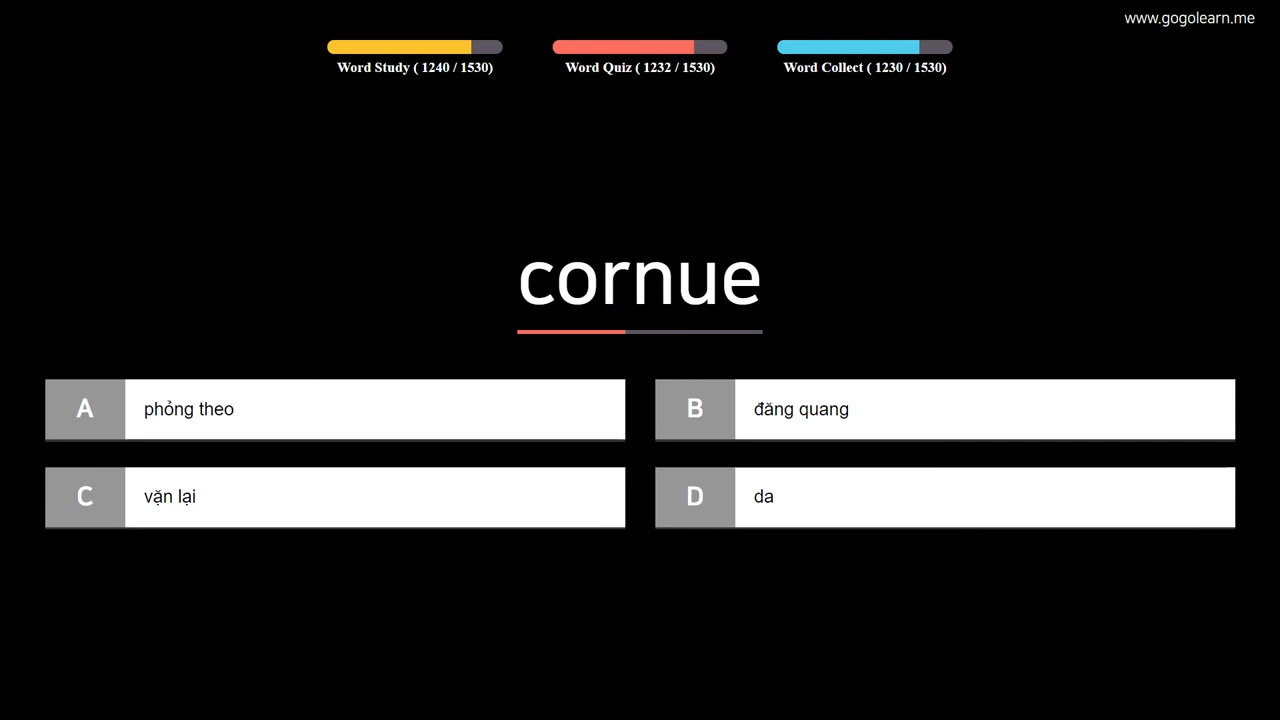 www.gogolearn.me
Word Study ( 1240 / 1530)
Word Quiz ( 1232 / 1530)
Word Collect ( 1230 / 1530)
cornue
A phỏng theo
B đăng quang
C vặn lại
D da